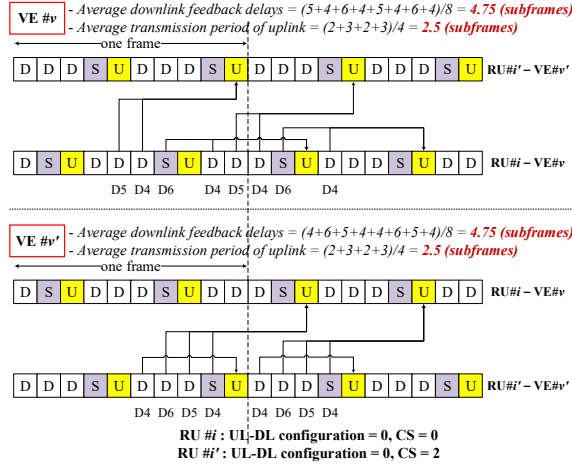 VE #v
- Average downlink feedback delays = (5+4+6+4+5+4+6+4)/8 = 4.75 (subframes)
- Average transmission period of uplink = (2+3+2+3)/4 = 2.5 (subframes)
one frame
D D D S U D D D S U D D D S U D D D S U RU#i′ – VE#v′
D S U D D D S U D D D S U D D D S U D D RU#i – VE#v
D5 D4 D6 D4 D5 D4 D6 D4
VE #v′
- Average downlink feedback delays = (4+6+5+4+4+6+5+4)/8 = 4.75 (subframes)
- Average transmission period of uplink = (2+3+2+3)/4 = 2.5 (subframes)
one frame
D S U D D D S U D D D S U D D D S U D D RU#i – VE#v
D D D S U D D D S U D D D S U D D D S U RU#i′ – VE#v′
D4 D6 D5 D4 D4 D6 D5 D4
RU #i : UL-DL configuration = 0, CS = 0
RU #i′ : UL-DL configuration = 0, CS = 2